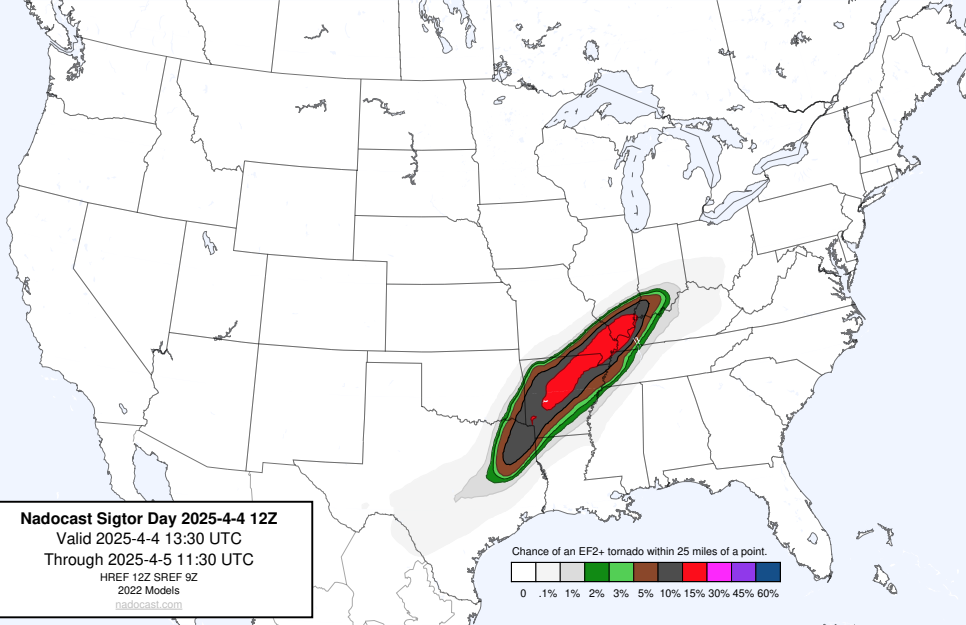 Nadocast Sigtor Day 2025-4-4 12Z
Valid 2025-4-4 13:30 UTC
Through 2025-4-5 11:30 UTC
HREF 12Z SREF 9Z
2022 Models
nadocast.com
Chance of an EF2+ tornado within 25 miles of a point.
0 .1% 1% 2% 3% 5% 10% 15% 30% 45% 60%